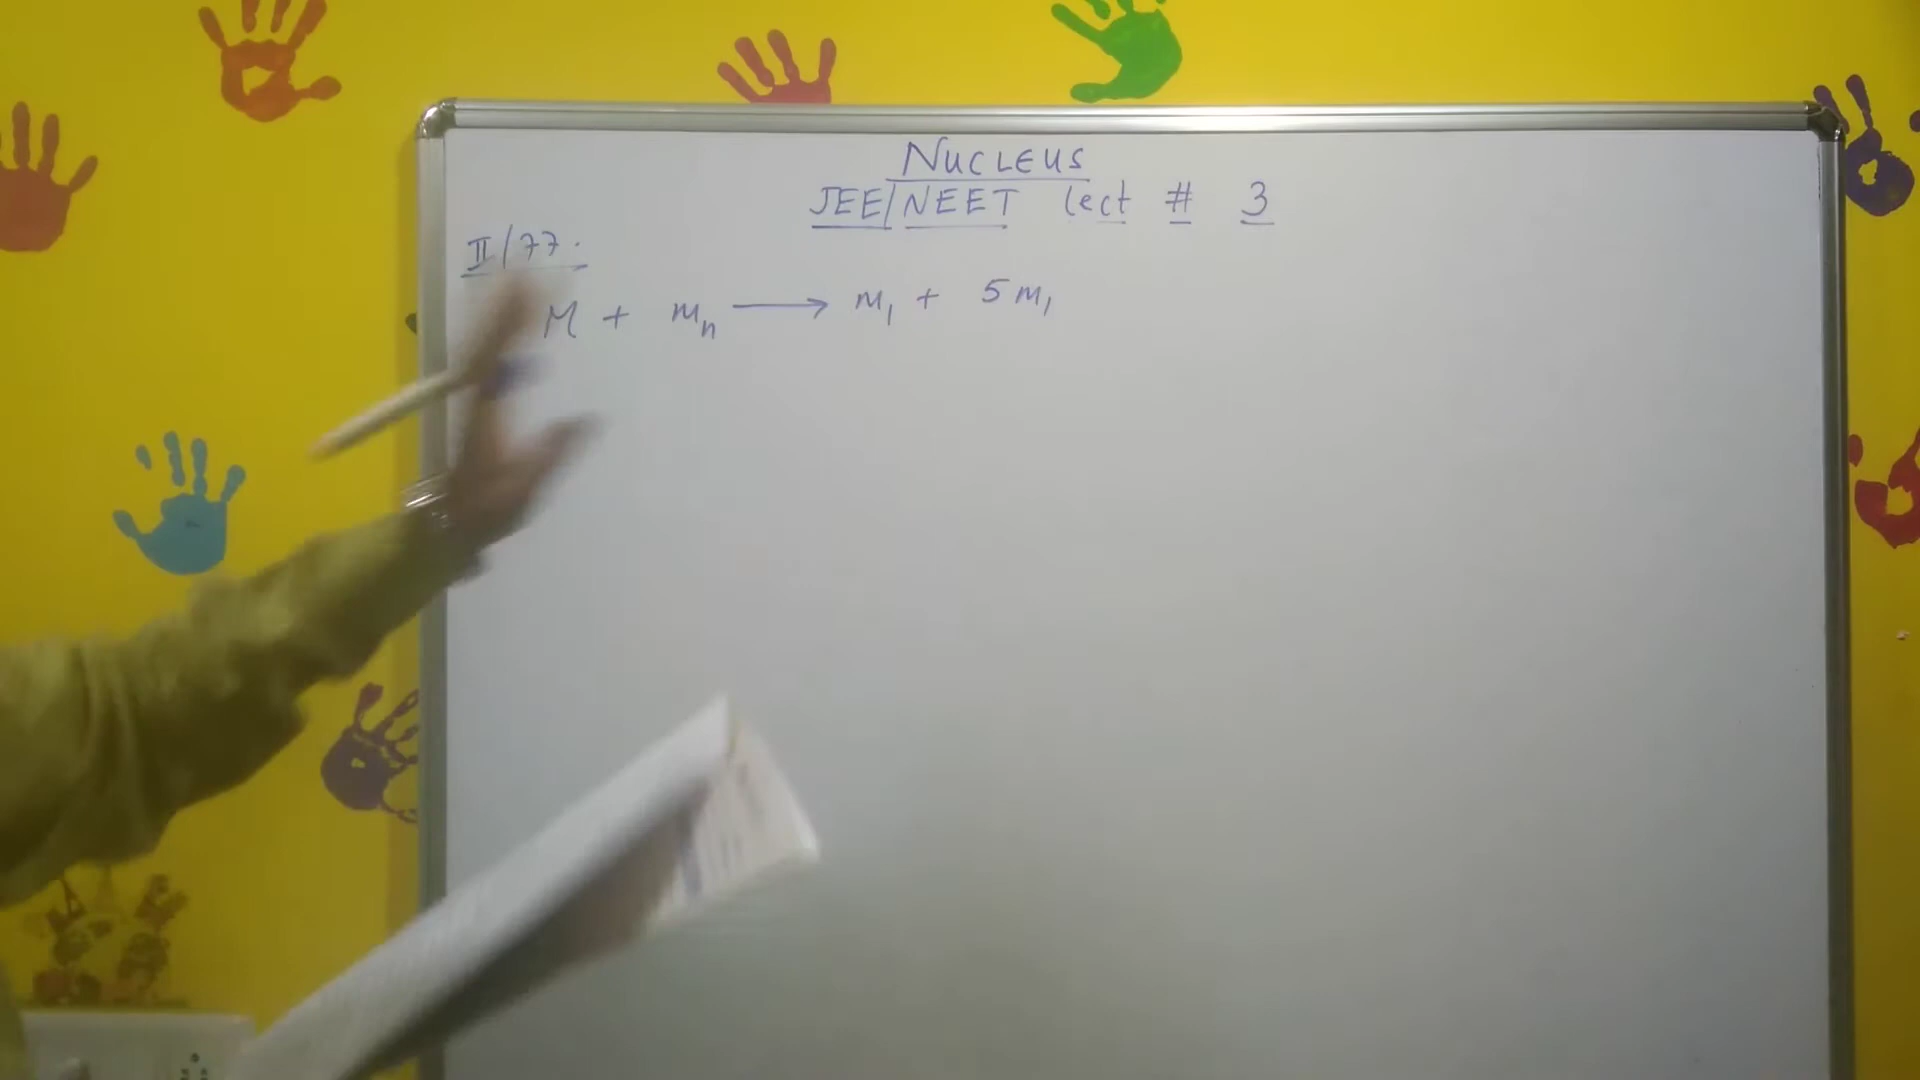 NUCLEUS
JEE/NEET lect # 3
II/77.
M + mₙ ⟶ m₁ + 5m₁